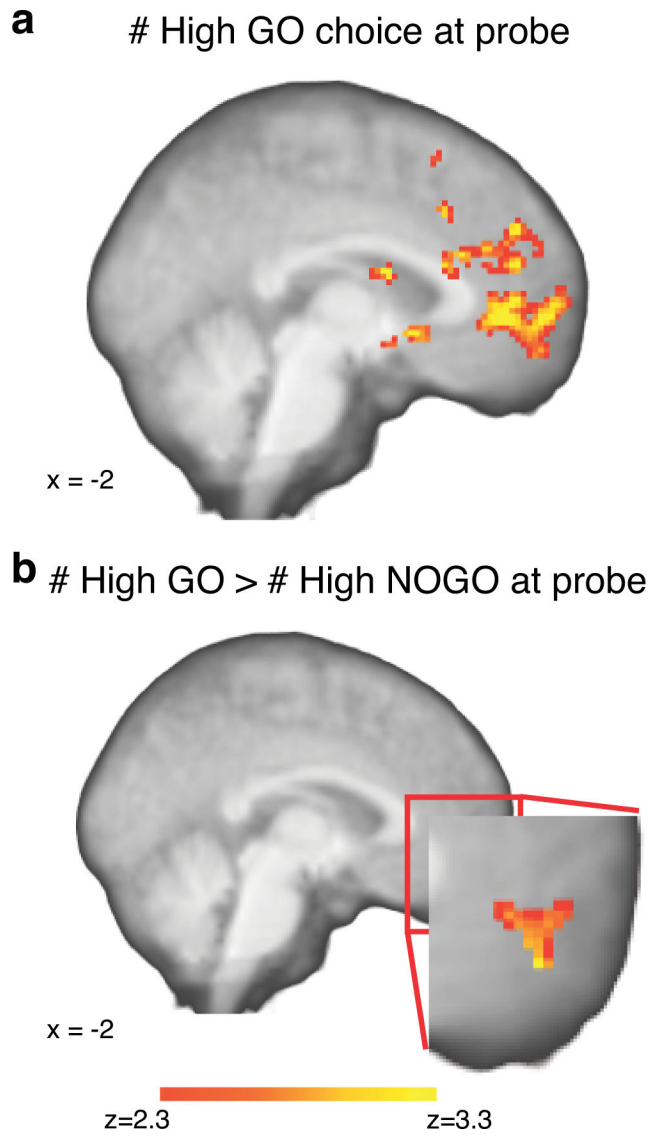 a # High GO choice at probe
x = -2
b # High GO > # High NOGO at probe
x = -2
z=2.3 z=3.3